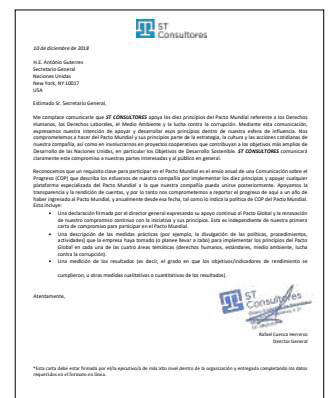 ST
Consultores
10 de diciembre de 2018
H.E. António Guterres
Secretario General
Naciones Unidas
New York, NY 10017
USA
Estimado Sr. Secretario General,
Me complace comunicarle que ST CONSULTORES apoya los diez principios del Pacto Mundial referente a los Derechos
Humanos, los Derechos Laborales, el Medio Ambiente y la lucha contra la corrupción. Mediante esta comunicación,
expresamos nuestra intención de apoyar y desarrollar esos principios dentro de nuestra esfera de influencia. Nos
comprometemos a hacer del Pacto Mundial y sus principios parte de la estrategia, la cultura y las acciones cotidianas de
nuestra compañía, así como en involucrarnos en proyectos cooperativos que contribuyan a los objetivos más amplios de
Desarrollo de las Naciones Unidas, en particular los Objetivos de Desarrollo Sostenible. ST CONSULTORES comunicará
claramente este compromiso a nuestras partes interesadas y al público en general.
Reconocemos que un requisito clave para participar en el Pacto Mundial es el envío anual de una Comunicación sobre el
Progreso (COP) que describa los esfuerzos de nuestra compañía por implementar los diez principios y apoyar cualquier
plataforma especializada del Pacto Mundial a la que nuestra compañía pueda unirse posteriormente. Apoyamos la
transparencia y la rendición de cuentas, y por lo tanto nos comprometemos a reportar el progreso de aquí a un año de
haber ingresado al Pacto Mundial, y anualmente desde esa fecha, tal como lo indica la política de COP del Pacto Mundial.
Esto incluye:
• Una declaración firmada por el director general expresando su apoyo continuo al Pacto Global y la renovación
de nuestro compromiso continuo con la iniciativa y sus principios. Esta es independiente de nuestra primera
carta de compromiso para participar en el Pacto Mundial.
• Una descripción de las medidas prácticas (por ejemplo, la divulgación de las políticas, procedimientos,
actividades) que la empresa haya tomado (o planee llevar a cabo) para implementar los principios del Pacto
Global en cada una de las cuatro áreas temáticas (derechos humanos, estándares, medio ambiente, lucha
contra la corrupción).
• Una medición de los resultados (es decir, el grado en que los objetivos/indicadores de rendimiento se
cumplieron, u otras medidas cualitativas o cuantitativas de los resultados).
Atentamente,
ST
Consultores
Rafael Cuenca Herreros
Director General
*Esta carta debe estar firmada por el/la ejecutivo/a de más alto nivel dentro de la organización y entregada completando los datos
requeridos en el formato en línea.